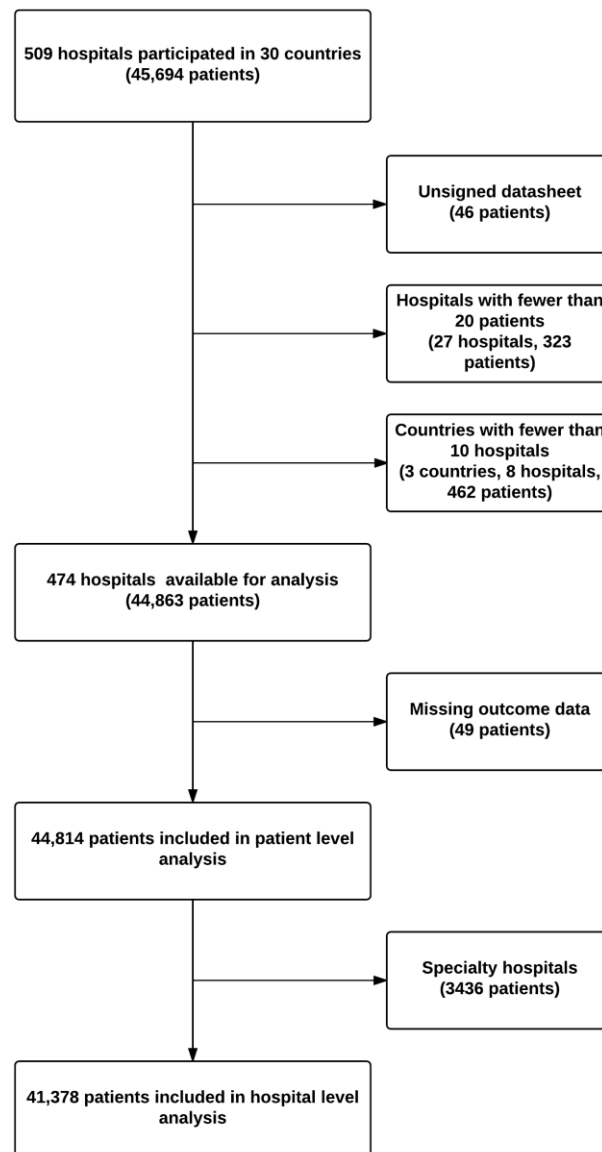 509 hospitals participated in 30 countries
(45,694 patients)
Unsigned datasheet
(46 patients)
Hospitals with fewer than
20 patients
(27 hospitals, 323
patients)
Countries with fewer than
10 hospitals
(3 countries, 8 hospitals,
462 patients)
474 hospitals available for analysis
(44,863 patients)
Missing outcome data
(49 patients)
44,814 patients included in patient level
analysis
Specialty hospitals
(3436 patients)
41,378 patients included in hospital level
analysis